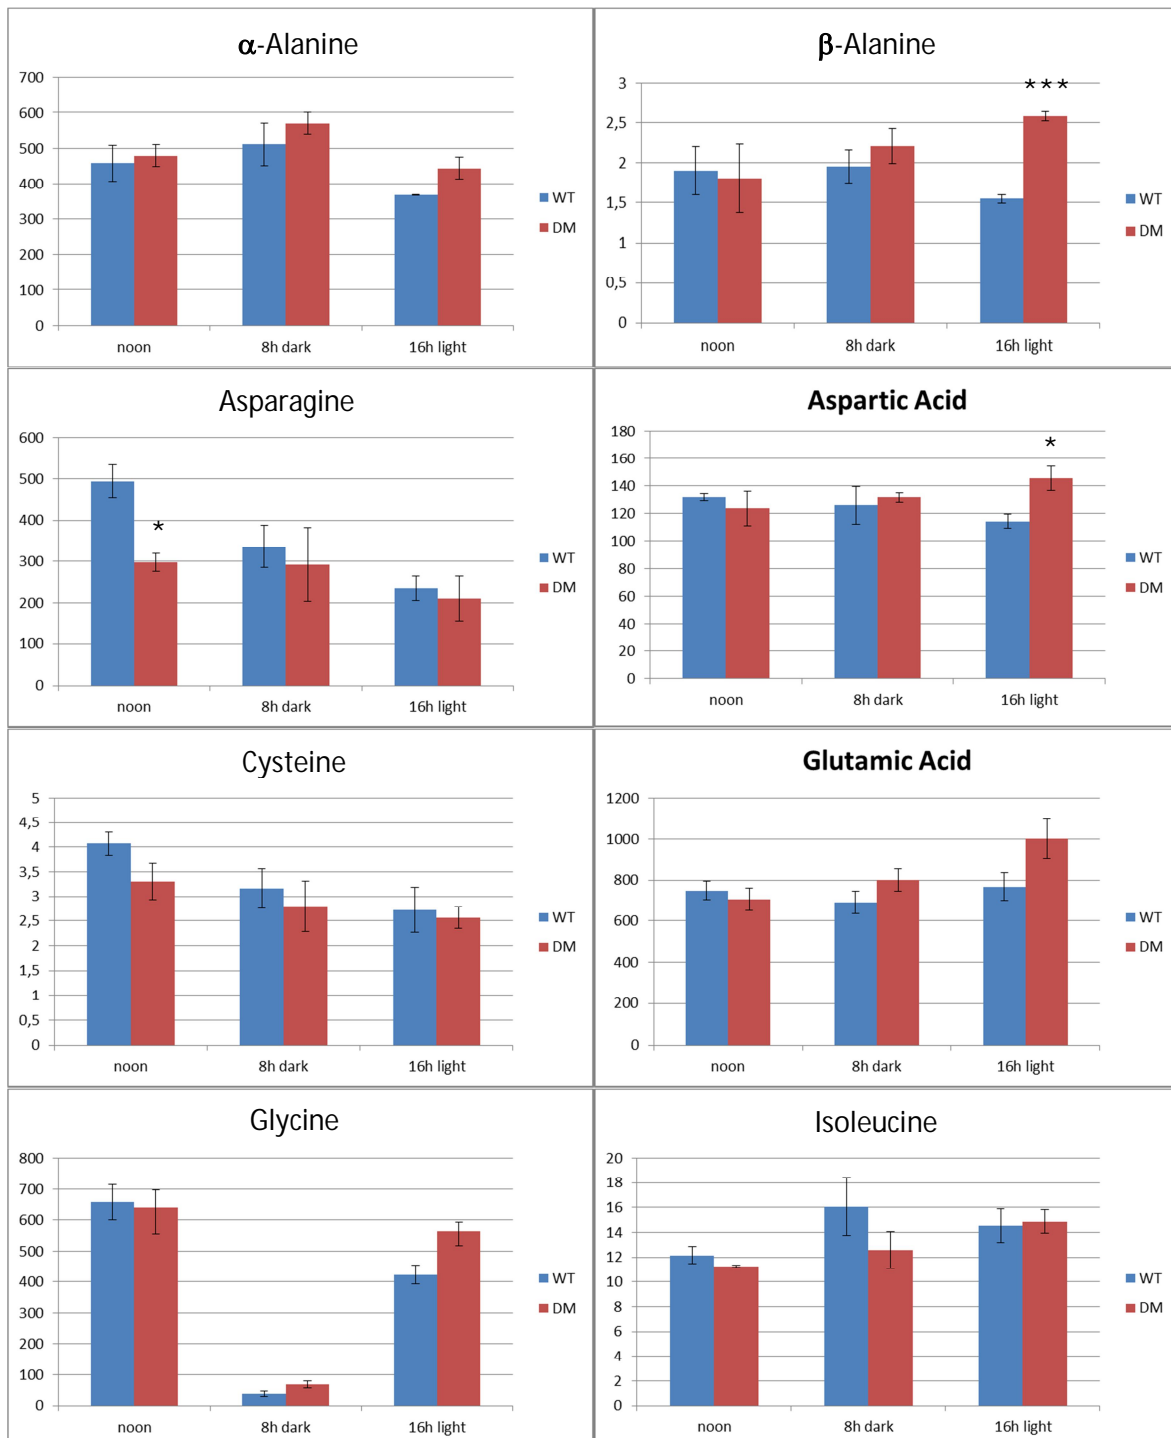 α-Alanine
700
600
500
400
300
200
100
0
noon 8h dark 16h light
WT
DM
β-Alanine
3
2,5
2
1,5
1
0,5
0
***
noon 8h dark 16h light
WT
DM
Asparagine
600
500
400
300
200
100
0
*
noon 8h dark 16h light
WT
DM
Aspartic Acid
180
160
140
120
100
80
60
40
20
0
*
noon 8h dark 16h light
WT
DM
Cysteine
5
4,5
4
3,5
3
2,5
2
1,5
1
0,5
0
noon 8h dark 16h light
WT
DM
Glutamic Acid
1200
1000
800
600
400
200
0
noon 8h dark 16h light
WT
DM
Glycine
800
700
600
500
400
300
200
100
0
noon 8h dark 16h light
WT
DM
Isoleucine
20
18
16
14
12
10
8
6
4
2
0
noon 8h dark 16h light
WT
DM